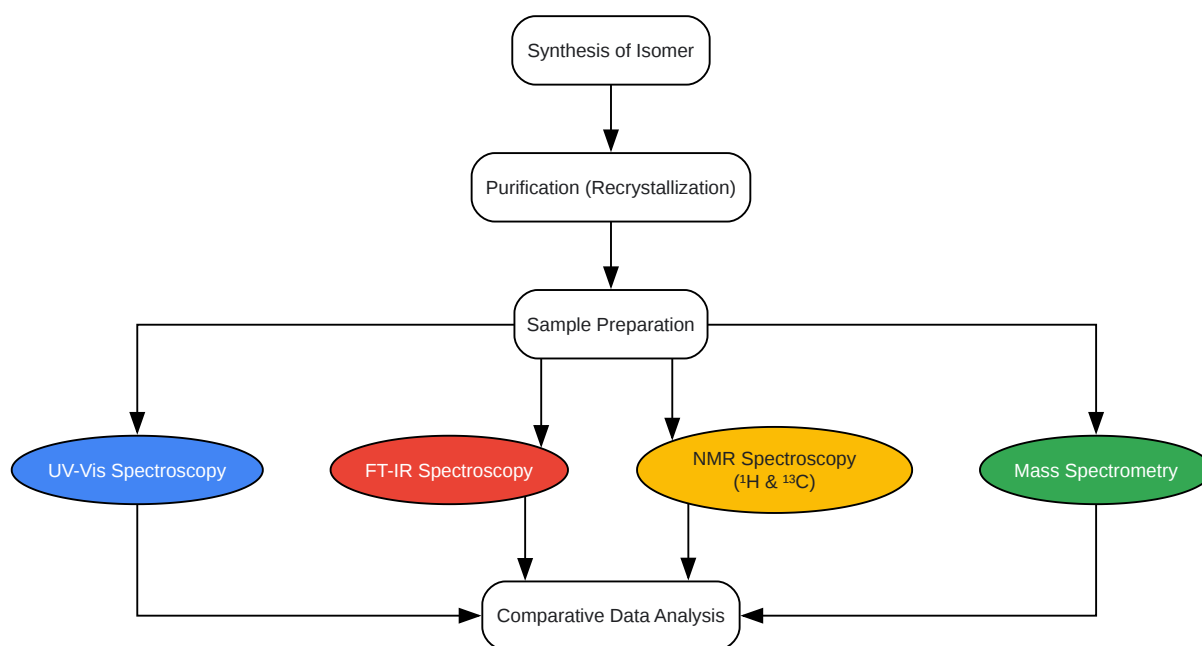 Synthesis of Isomer
Purification (Recrystallization)
Sample Preparation
UV-Vis Spectroscopy
FT-IR Spectroscopy
NMR Spectroscopy
(¹H & ¹³C)
Mass Spectrometry
Comparative Data Analysis